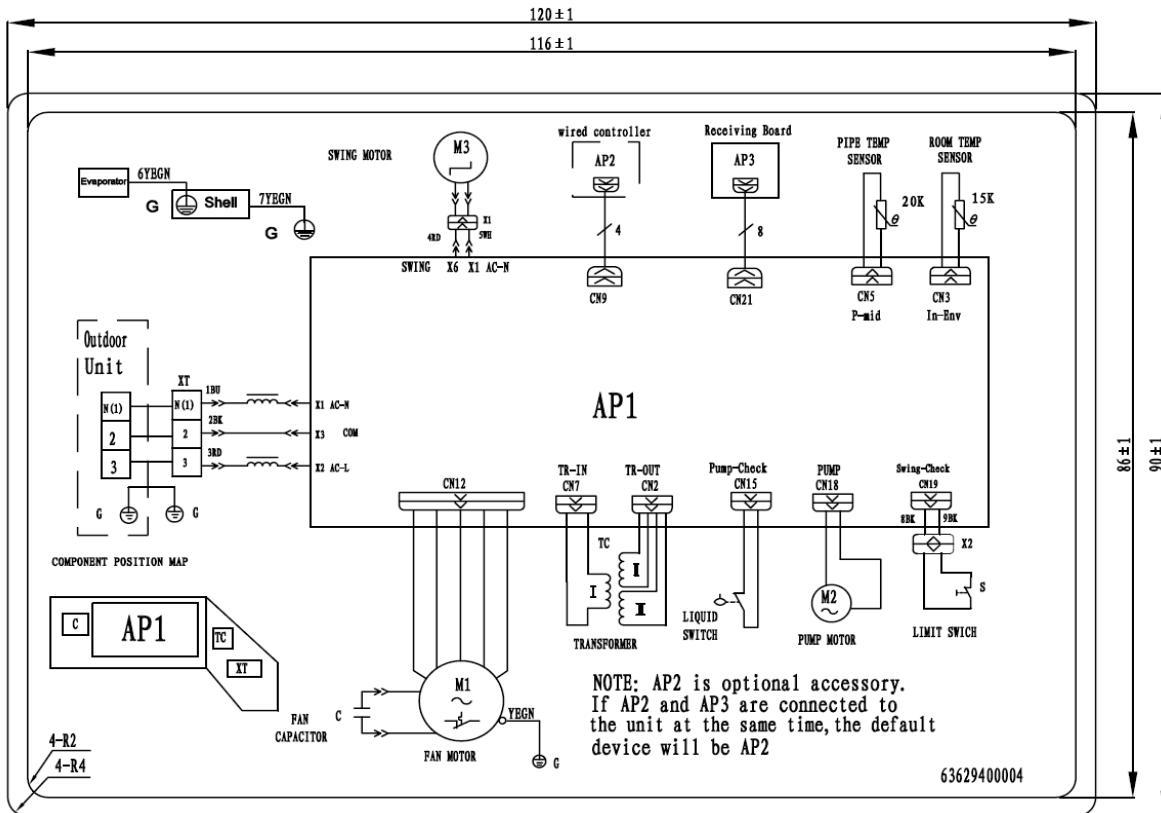 120±1
116±1
wired controller
Receiving Board
SWING MOTOR
M3
AP2
AP3
PIPE TEMP
SENSOR
ROOM TEMP
SENSOR
Evaporator
6YEGN
G
Shell
7YEGN
G
X1
4RD
5WH
4
8
20K
θ
15K
θ
SWING X6 X1 AC-N
CN9
CN21
CN5
P-mid
CN3
In-Env
Outdoor
Unit
XT
N(1)
N(1)
1BU
X1 AC-N
2
2
2BK
X3 COM
3
3
3RD
X2 AC-L
G
G
AP1
86±1
90±1
CN12
TR-IN
CN7
TR-OUT
CN2
Pump-Check
CN15
PUMP
CN18
Swing-Check
CN19
8BK
9BK
X2
TC
I
I
II
TRANSFORMER
LIQUID
SWITCH
M2
PUMP MOTOR
S
LIMIT SWICH
COMPONENT POSITION MAP
C
AP1
TC
XT
FAN
CAPACITOR
C
M1
YEGN
G
FAN MOTOR
NOTE: AP2 is optional accessory.
If AP2 and AP3 are connected to
the unit at the same time, the default
device will be AP2
63629400004
4-R2
4-R4